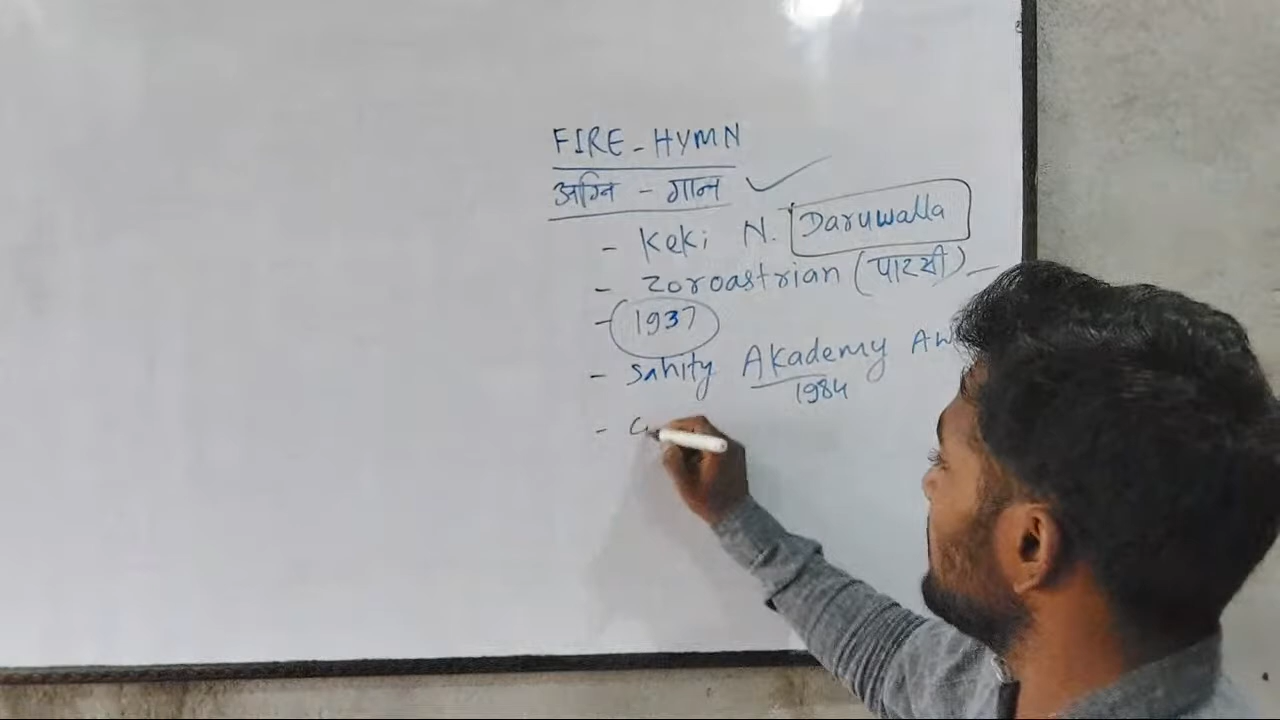 FIRE - HYMN
अग्नि - गान
- Keki N. Daruwalla
- Zoroastrian (पारसी) -
- 1937
- Sahity Akademy
1984
-